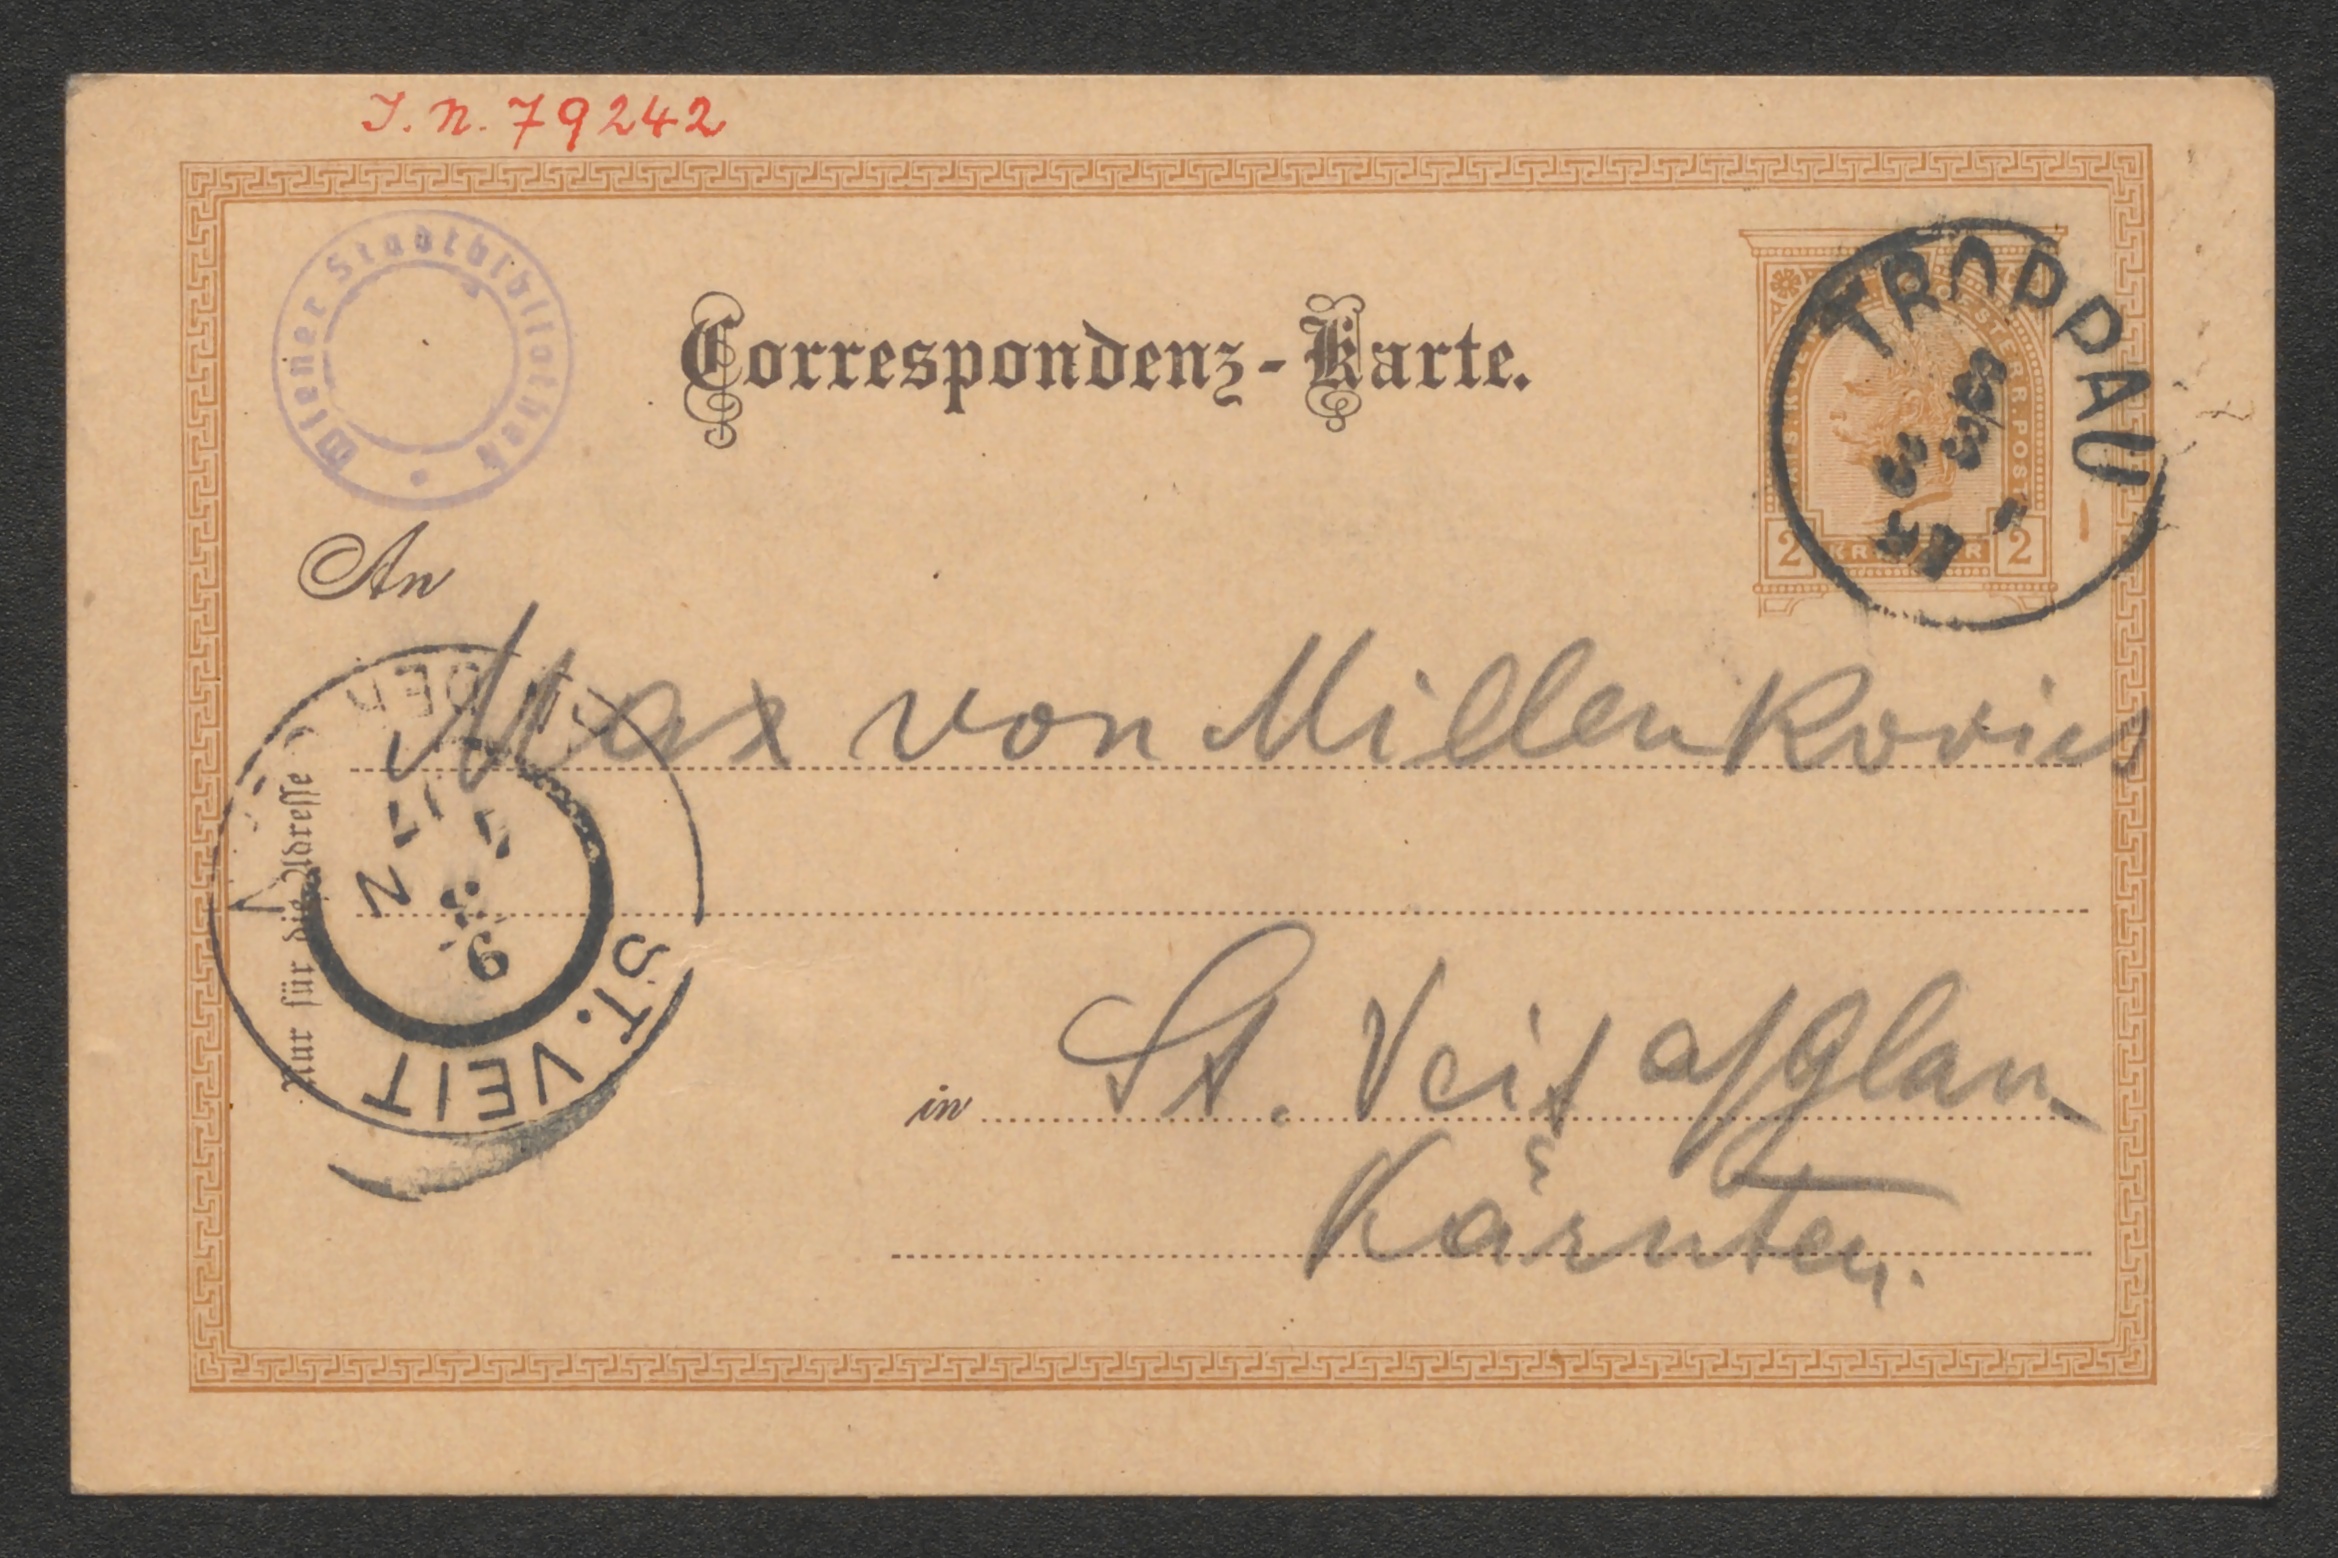 I. N. 79242
Wiener Stadtbibliothek
Correspondenz-Karte.
TROPPAU
2 KREUZER 2
An
Max von Millenkovics
Nur für die Adresse
ST. VEIT
in St. Veit a/Glan
Kärnten.